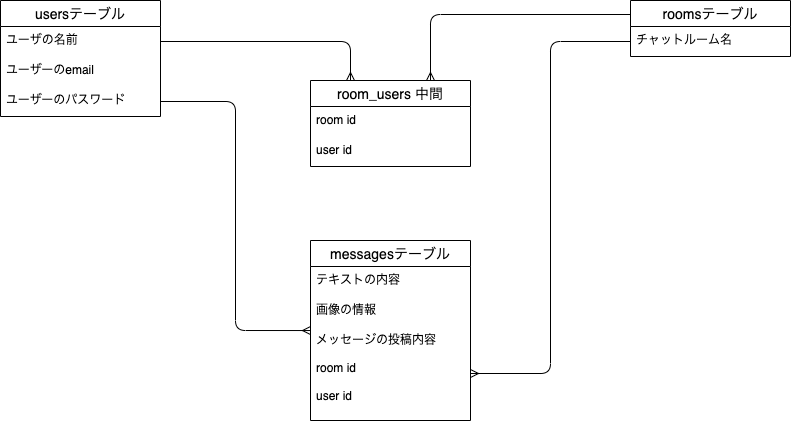 usersテーブル
ユーザの名前
ユーザーのemail
ユーザーのパスワード
roomsテーブル
チャットルーム名
room_users 中間
room id
user id
messagesテーブル
テキストの内容
画像の情報
メッセージの投稿内容
room id
user id